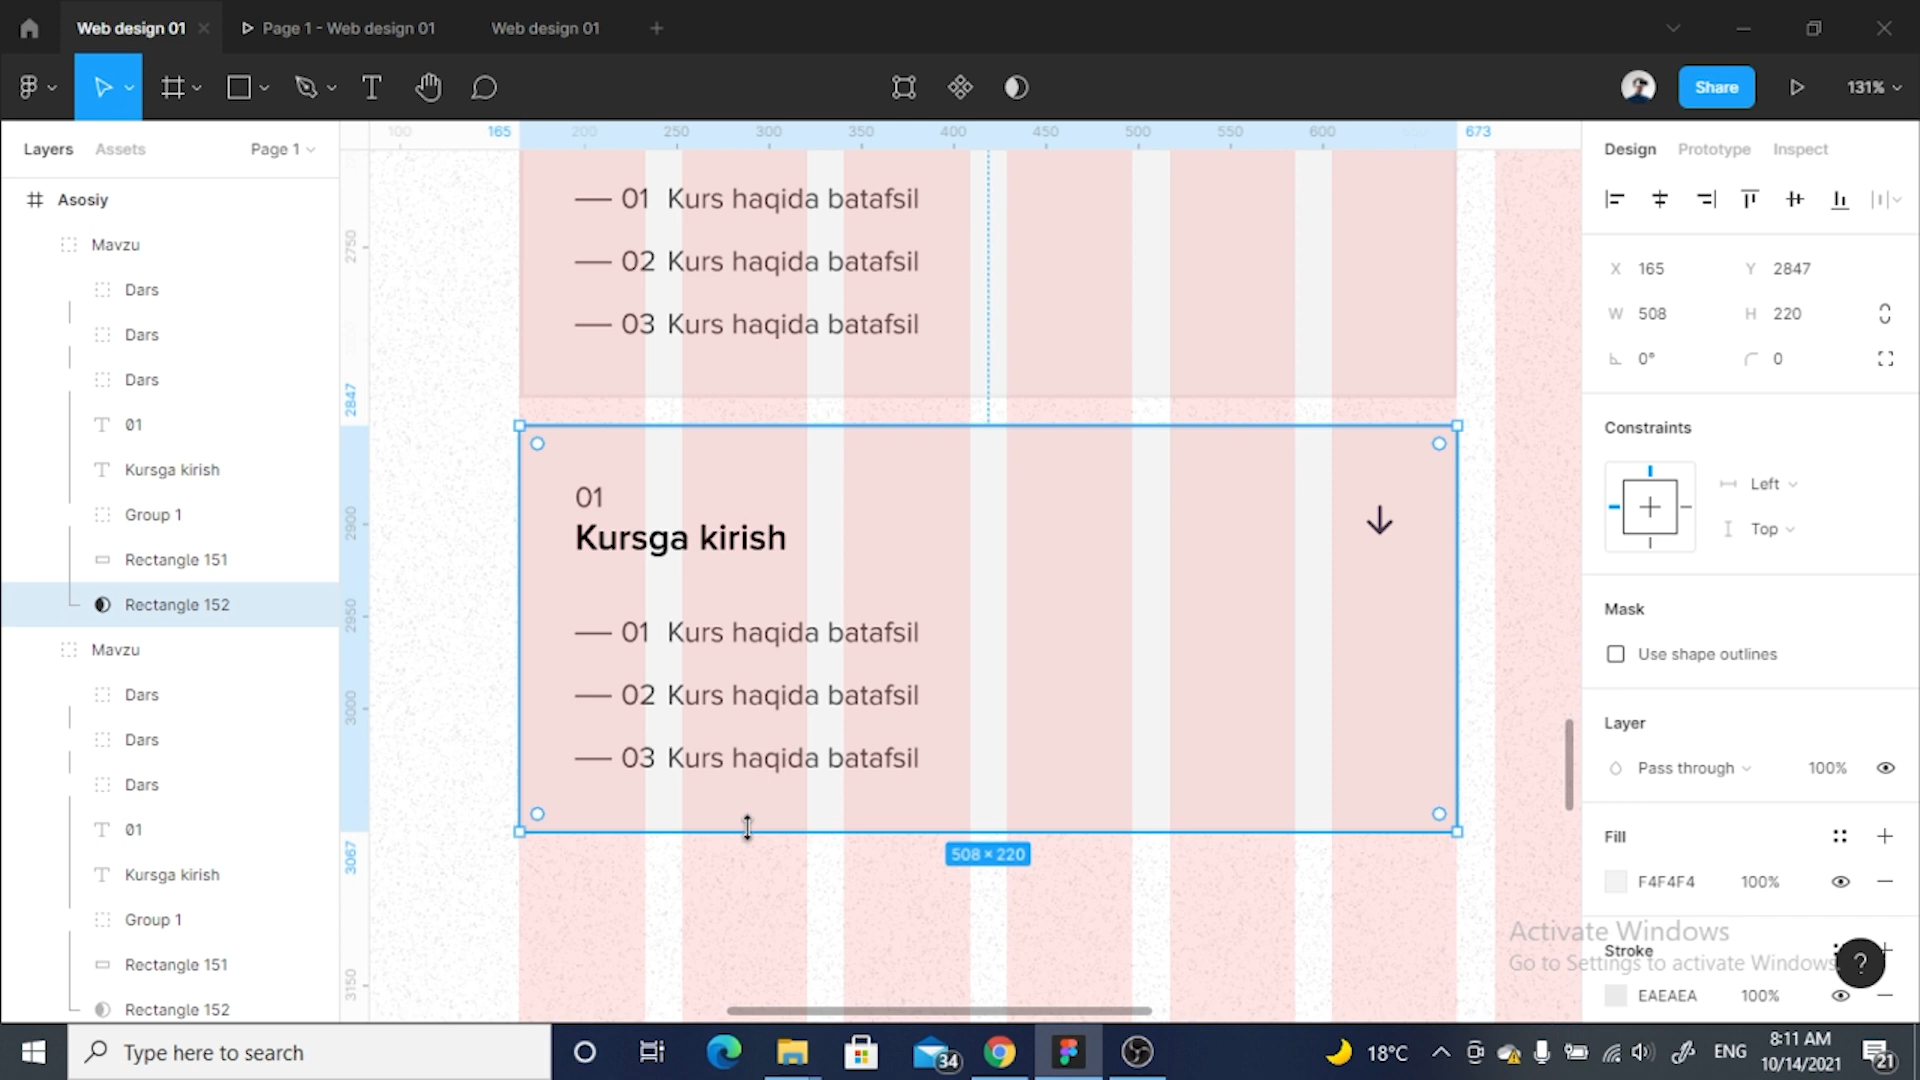 Web design 01
Page 1 - Web design 01
Web design 01
Share
131%
Layers
Assets
Page 1
Asosiy
Mavzu
Dars
Dars
Dars
01
Kursga kirish
Group 1
Rectangle 151
Rectangle 152
Mavzu
Dars
Dars
Dars
01
Kursga kirish
Group 1
Rectangle 151
Rectangle 152
100 165 200 250 300 350 400 450 500 550 600 673
2750
2847
2900
2950
3000
3067
3150
— 01 Kurs haqida batafsil
— 02 Kurs haqida batafsil
— 03 Kurs haqida batafsil
01
Kursga kirish
— 01 Kurs haqida batafsil
— 02 Kurs haqida batafsil
— 03 Kurs haqida batafsil
508 × 220
Design
Prototype
Inspect
X 165 Y 2847
W 508 H 220
0° 0
Constraints
Left
Top
Mask
Use shape outlines
Layer
Pass through 100%
Fill
F4F4F4 100%
Activate Windows
Stroke
Go to Settings to activate Windows.
?
EAEAEA 100%
Type here to search
34
18°C
ENG
8:11 AM
10/14/2021
21